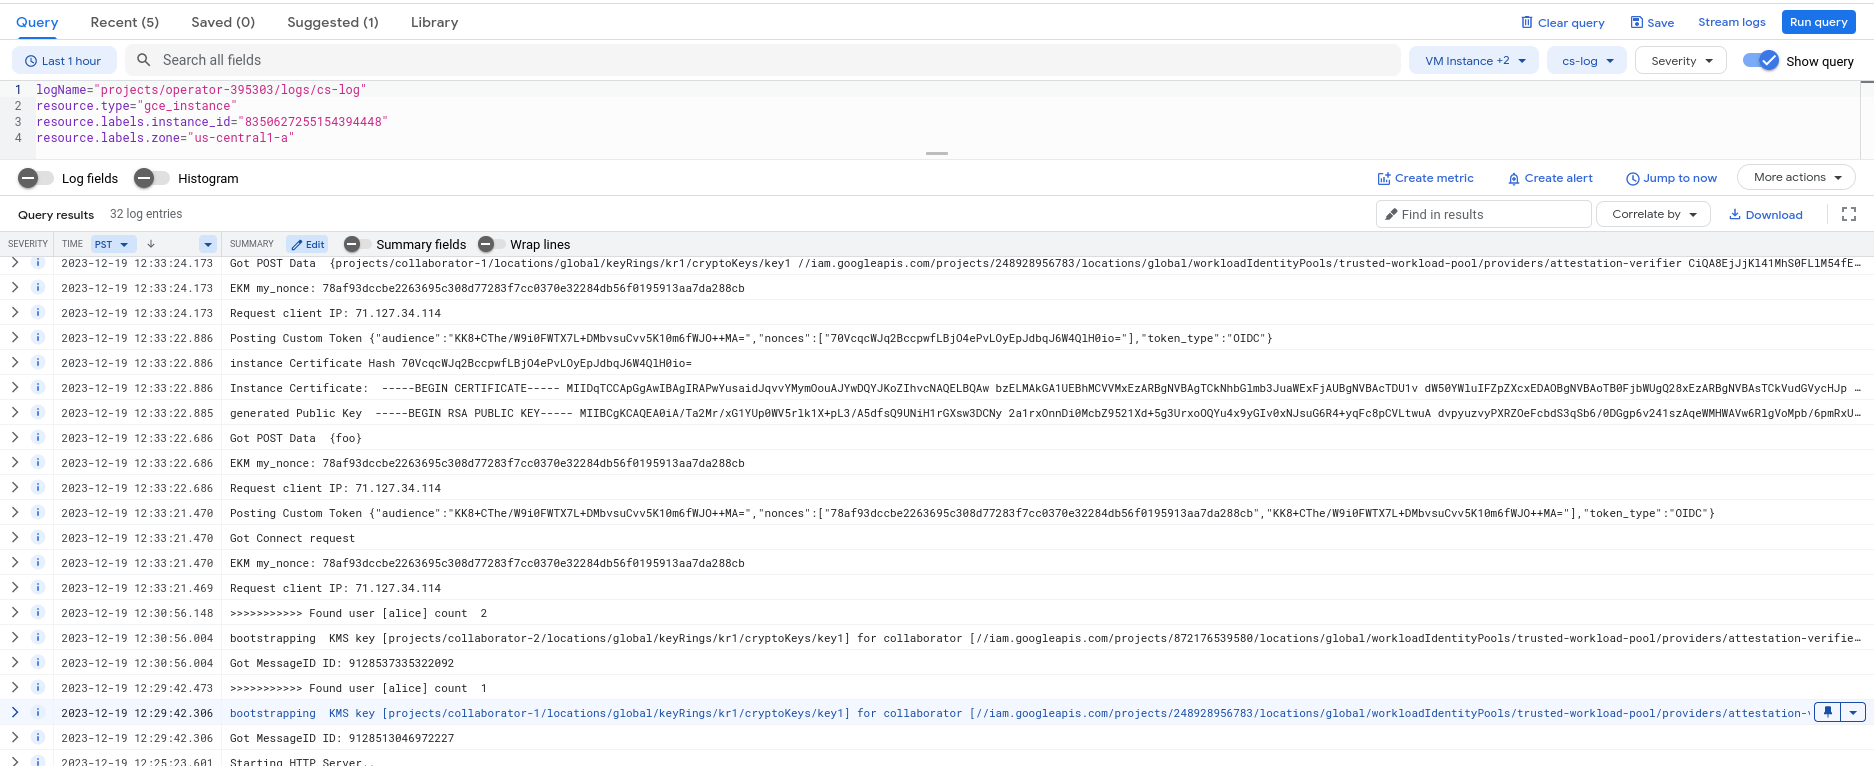 Query Recent (5) Saved (0) Suggested (1) Library Clear query Save Stream logs Run query
Last 1 hour Search all fields VM Instance +2 cs-log Severity Show query
1 logName="projects/operator-395303/logs/cs-log"
2 resource.type="gce_instance"
3 resource.labels.instance_id="8350627255154394448"
4 resource.labels.zone="us-central1-a"
Log fields Histogram Create metric Create alert Jump to now More actions
Query results 32 log entries Find in results Correlate by Download
SEVERITY TIME PST SUMMARY Edit Summary fields Wrap lines
2023-12-19 12:33:24.173 Got POST Data {projects/collaborator-1/locations/global/keyRings/kr1/cryptoKeys/key1 //iam.googleapis.com/projects/248928956783/locations/global/workloadIdentityPools/trusted-workload-pool/providers/attestation-verifier CiQA8EjJjKl41MhS0FLlM54fE…
2023-12-19 12:33:24.173 EKM my_nonce: 78af93dccbe2263695c308d77283f7cc0370e32284db56f0195913aa7da288cb
2023-12-19 12:33:24.173 Request client IP: 71.127.34.114
2023-12-19 12:33:22.886 Posting Custom Token {"audience":"KK8+CThe/W9i0FWTX7L+DMbvsuCvv5K10m6fWJO++MA=","nonces":["70VcqcWJq2BccpwfLBjO4ePvLOyEpJdbqJ6W4QlH0io="],"token_type":"OIDC"}
2023-12-19 12:33:22.886 instance Certificate Hash 70VcqcWJq2BccpwfLBjO4ePvLOyEpJdbqJ6W4QlH0io=
2023-12-19 12:33:22.886 Instance Certificate: -----BEGIN CERTIFICATE----- MIIDqTCCApGgAwIBAgIRAPwYusaidJqvvYMymOouAJYwDQYJKoZIhvcNAQELBQAw bzELMAkGA1UEBhMCVVMxEzARBgNVBAgTCkNhbGlmb3JuaWExFjAUBgNVBAcTDU1v dW50YWluIFZpZXcxEDAOBgNVBAoTB0FjbWUgQ28xEzARBgNVBAsTCkVudGVycHJp …
2023-12-19 12:33:22.885 generated Public Key -----BEGIN RSA PUBLIC KEY----- MIIBCgKCAQEA0iA/Ta2Mr/xG1YUp0WV5rlk1X+pL3/A5dfsQ9UNiH1rGXsw3DCNy 2a1rxOnnDi0McbZ9521Xd+5g3UrxoOQYu4x9yGIv0xNJsuG6R4+yqFc8pCVLtwuA dvpyuzvyPXRZOeFcbdS3qSb6/0DGgp6v241szAqeWMHWAVw6RlgVoMpb/6pmRxU…
2023-12-19 12:33:22.686 Got POST Data {foo}
2023-12-19 12:33:22.686 EKM my_nonce: 78af93dccbe2263695c308d77283f7cc0370e32284db56f0195913aa7da288cb
2023-12-19 12:33:22.686 Request client IP: 71.127.34.114
2023-12-19 12:33:21.470 Posting Custom Token {"audience":"KK8+CThe/W9i0FWTX7L+DMbvsuCvv5K10m6fWJO++MA=","nonces":["78af93dccbe2263695c308d77283f7cc0370e32284db56f0195913aa7da288cb","KK8+CThe/W9i0FWTX7L+DMbvsuCvv5K10m6fWJO++MA="],"token_type":"OIDC"}
2023-12-19 12:33:21.470 Got Connect request
2023-12-19 12:33:21.470 EKM my_nonce: 78af93dccbe2263695c308d77283f7cc0370e32284db56f0195913aa7da288cb
2023-12-19 12:33:21.469 Request client IP: 71.127.34.114
2023-12-19 12:30:56.148 >>>>>>>>>>> Found user [alice] count 2
2023-12-19 12:30:56.004 bootstrapping KMS key [projects/collaborator-2/locations/global/keyRings/kr1/cryptoKeys/key1] for collaborator [//iam.googleapis.com/projects/872176539580/locations/global/workloadIdentityPools/trusted-workload-pool/providers/attestation-verifie…
2023-12-19 12:30:56.004 Got MessageID ID: 9128537335322092
2023-12-19 12:29:42.473 >>>>>>>>>>> Found user [alice] count 1
2023-12-19 12:29:42.306 bootstrapping KMS key [projects/collaborator-1/locations/global/keyRings/kr1/cryptoKeys/key1] for collaborator [//iam.googleapis.com/projects/248928956783/locations/global/workloadIdentityPools/trusted-workload-pool/providers/attestation-
2023-12-19 12:29:42.306 Got MessageID ID: 9128513046972227
2023-12-19 12:25:23.601 Starting HTTP Server..